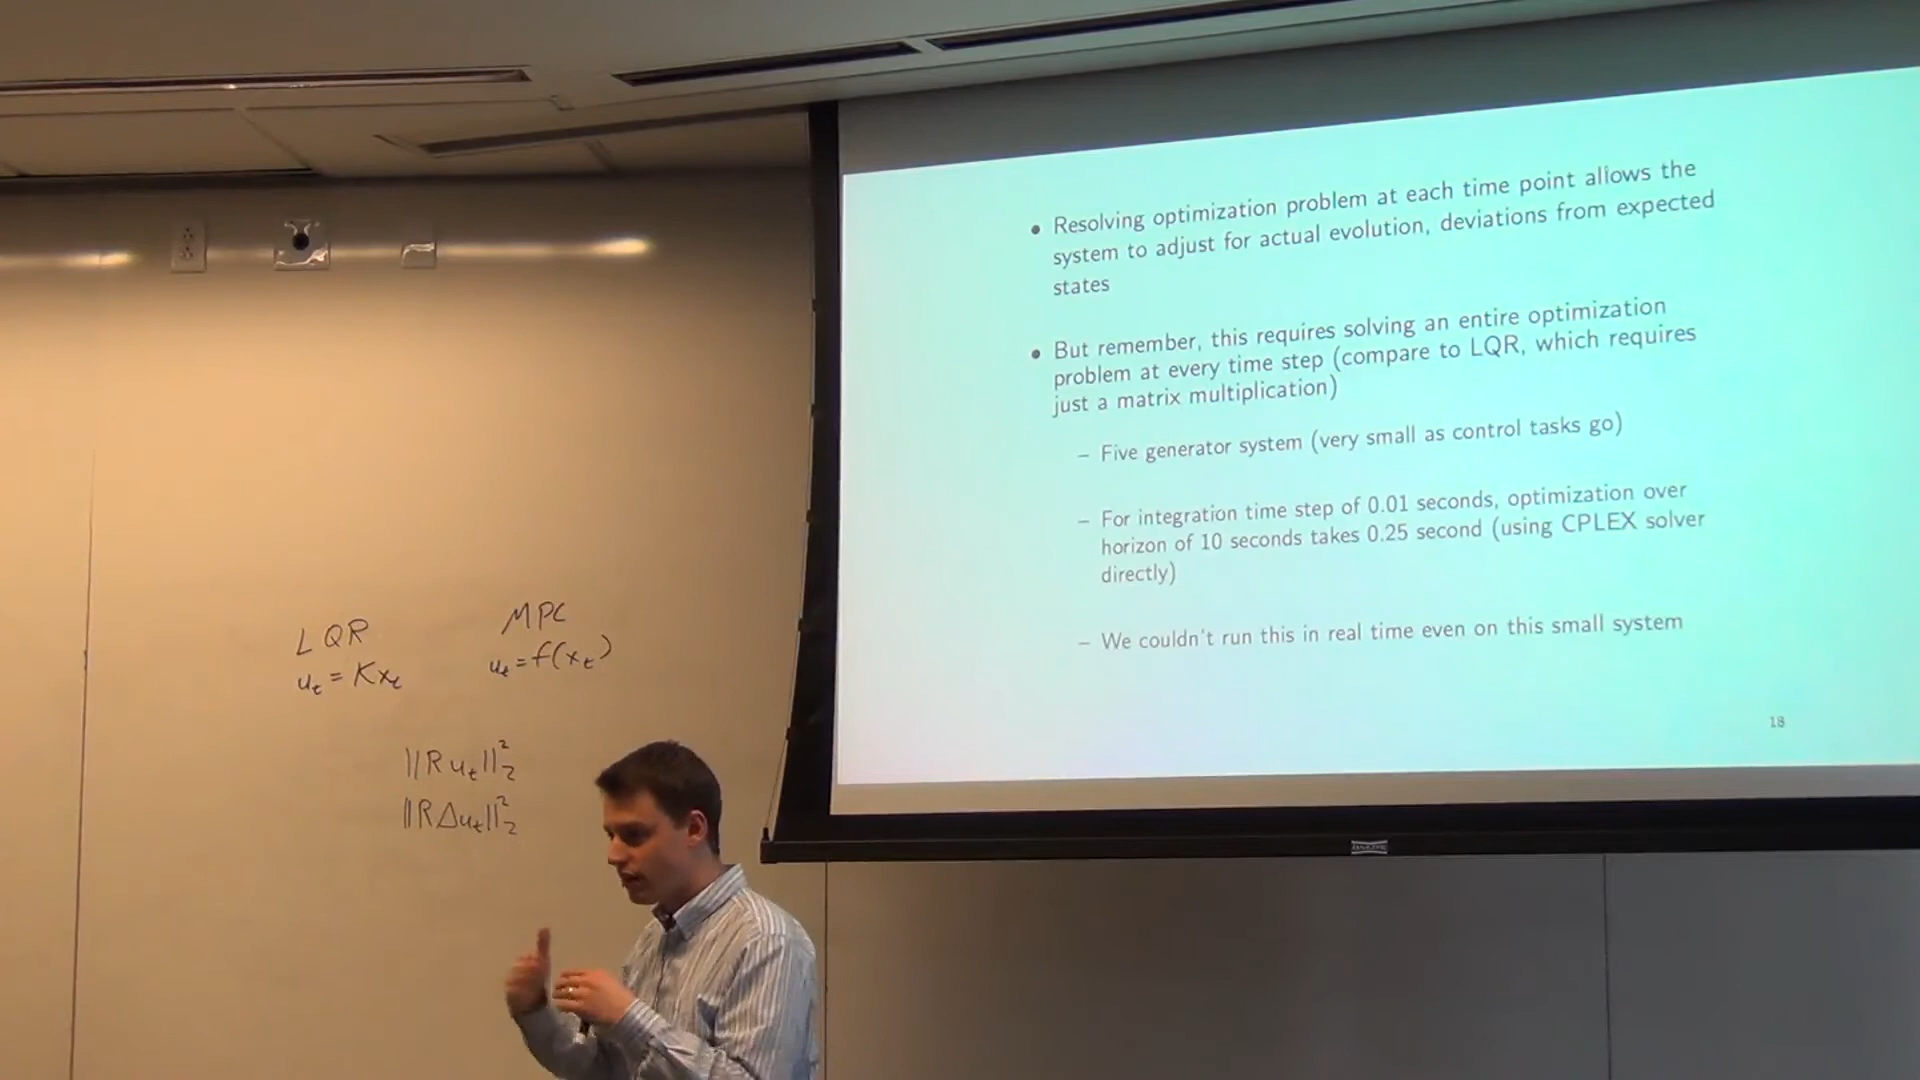 • Resolving optimization problem at each time point allows the
system to adjust for actual evolution, deviations from expected
states
• But remember, this requires solving an entire optimization
problem at every time step (compare to LQR, which requires
just a matrix multiplication)
– Five generator system (very small as control tasks go)
– For integration time step of 0.01 seconds, optimization over
horizon of 10 seconds takes 0.25 second (using CPLEX solver
directly)
– We couldn't run this in real time even on this small system
18
LQR
u_t = Kx_t
MPC
u_t = f(x_t)
||Ru_t||_2^2
||RΔu_t||_2^2